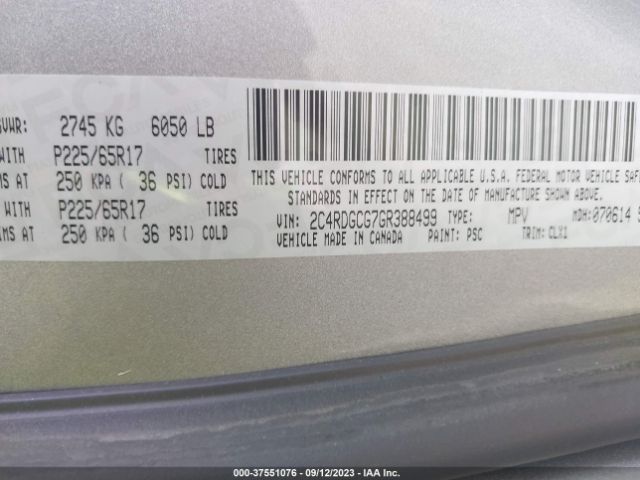 GVWR: 2745 KG 6050 LB
WITH P225/65R17 TIRES
RIMS AT 250 KPA ( 36 PSI) COLD
WITH P225/65R17 TIRES
RIMS AT 250 KPA ( 36 PSI) COLD
THIS VEHICLE CONFORMS TO ALL APPLICABLE U.S.A. FEDERAL MOTOR VEHICLE SAFE
STANDARDS IN EFFECT ON THE DATE OF MANUFACTURE SHOWN ABOVE.
VIN: 2C4RDGCG7GR388499 TYPE: MPV MDH: 070614
VEHICLE MADE IN CANADA PAINT: PSC TRIM: CLX1
000-37551076 - 09/12/2023 - IAA Inc.